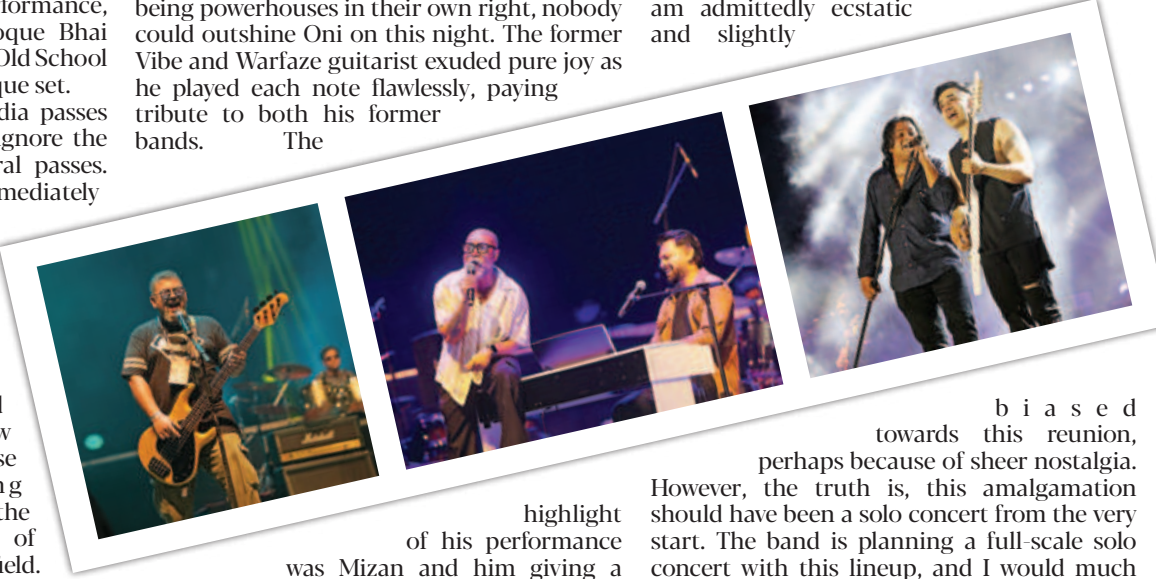 formance,
oque Bhai
Old School
que set.
dia passes
gnore the
ral passes.
mediately
w
se
n g
the
of
ield.
being powerhouses in their own right, nobody
could outshine Oni on this night. The former
Vibe and Warfaze guitarist exuded pure joy as
he played each note flawlessly, paying
tribute to both his former
bands. The
highlight
of his performance
was Mizan and him giving a
am admittedly ecstatic
and slightly
b i a s e d
towards this reunion,
perhaps because of sheer nostalgia.
However, the truth is, this amalgamation
should have been a solo concert from the very
start. The band is planning a full-scale solo
concert with this lineup, and I would much
Marshall